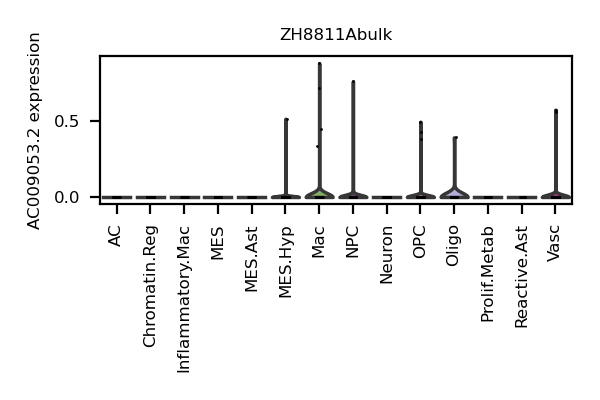 ZH8811Abulk
AC009053.2 expression
0.5
0.0
AC
Chromatin.Reg
Inflammatory.Mac
MES
MES.Ast
MES.Hyp
Mac
NPC
Neuron
OPC
Oligo
Prolif.Metab
Reactive.Ast
Vasc